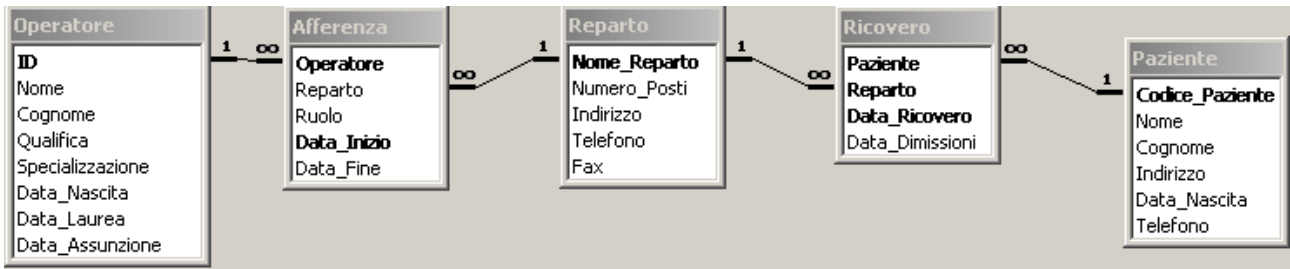 Operatore
ID
Nome
Cognome
Qualifica
Specializzazione
Data_Nascita
Data_Laurea
Data_Assunzione
1 ∞
Afferenza
Operatore
Reparto
Ruolo
Data_Inizio
Data_Fine
∞ 1
Reparto
Nome_Reparto
Numero_Posti
Indirizzo
Telefono
Fax
1 ∞
Ricovero
Paziente
Reparto
Data_Ricovero
Data_Dimissioni
∞ 1
Paziente
Codice_Paziente
Nome
Cognome
Indirizzo
Data_Nascita
Telefono